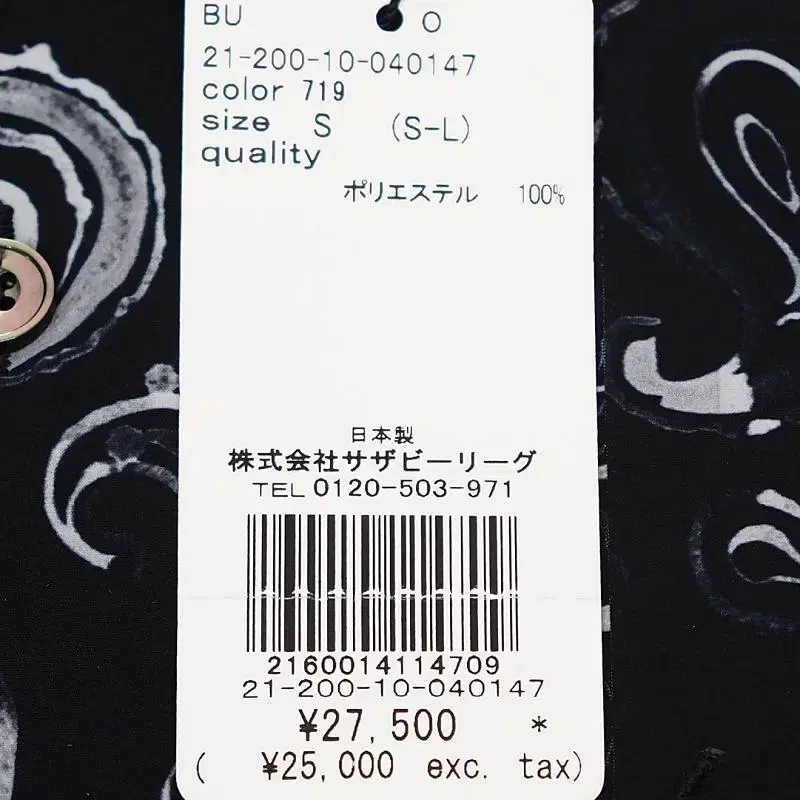 BU O
21-200-10-040147
color 719
size S (S-L)
quality
ポリエステル 100%
日本製
株式会社サザビーリーグ
TEL 0120-503-971
2160014114709
21-200-10-040147
¥27,500 *
( ¥25,000 exc. tax)